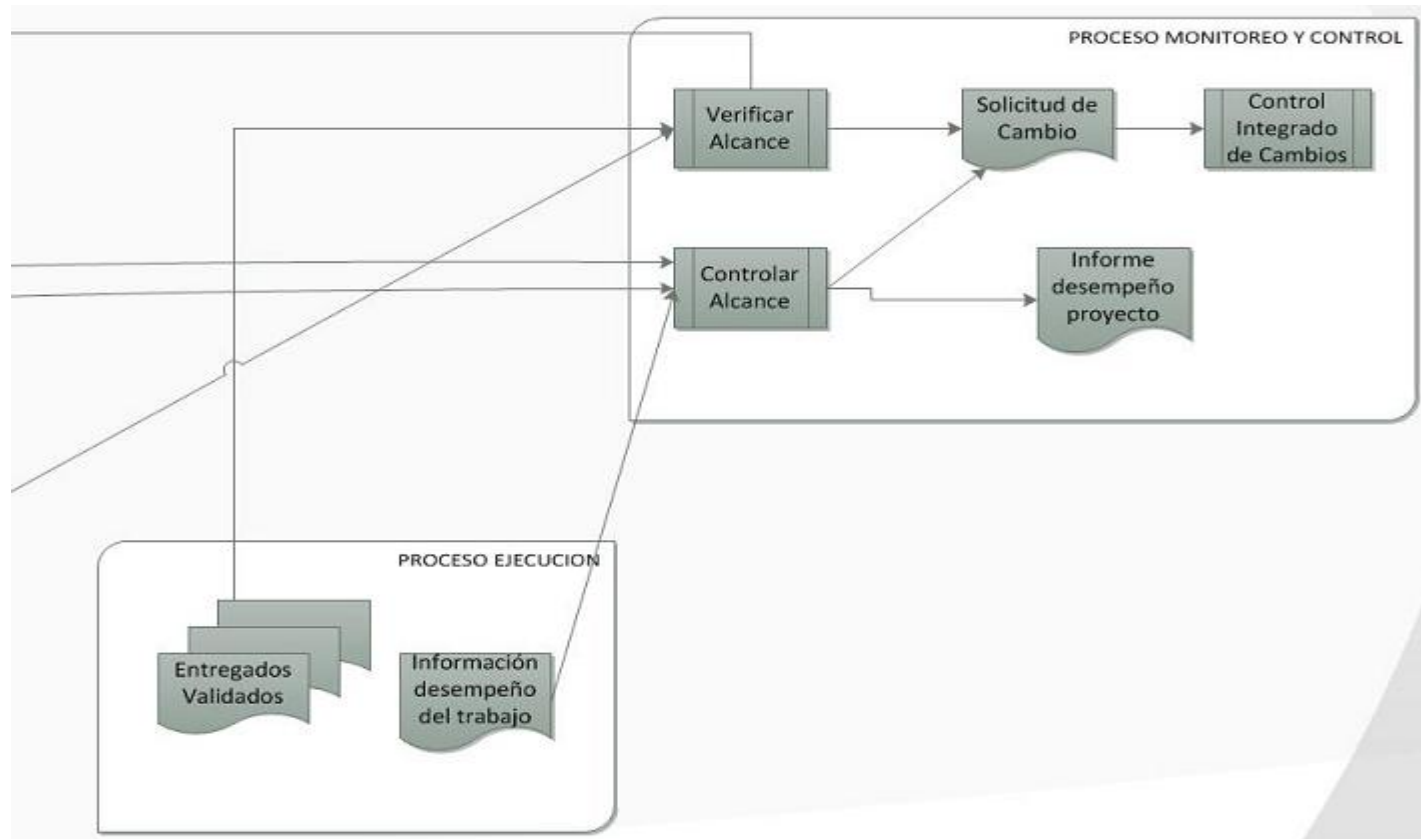 PROCESO MONITOREO Y CONTROL
Verificar
Alcance
Solicitud de
Cambio
Control
Integrado
de Cambios
Controlar
Alcance
Informe
desempeño
proyecto
PROCESO EJECUCION
Entregados
Validados
Información
desempeño
del trabajo